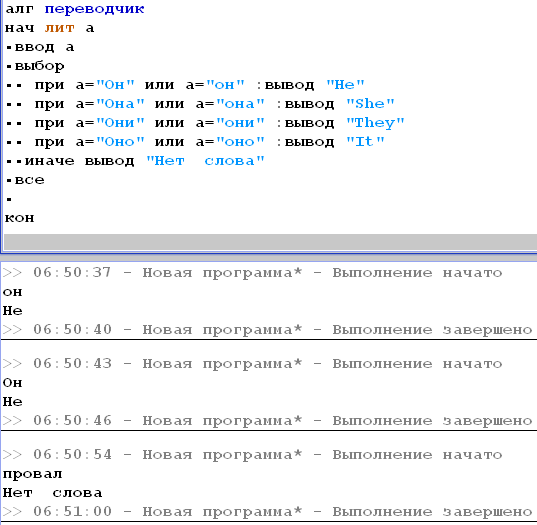 алг переводчик
нач лит а
▪ввод а
▪выбор
▪▪ при а="Он" или а="он" :вывод "He"
▪▪ при а="Она" или а="она" :вывод "She"
▪▪ при а="Они" или а="они" :вывод "They"
▪▪ при а="Оно" или а="оно" :вывод "It"
▪▪иначе вывод "Нет  слова"
▪все
▪
кон
>> 06:50:37 - Новая программа* - Выполнение начато
он
He
>> 06:50:40 - Новая программа* - Выполнение завершено
>> 06:50:43 - Новая программа* - Выполнение начато
Он
He
>> 06:50:46 - Новая программа* - Выполнение завершено
>> 06:50:54 - Новая программа* - Выполнение начато
провал
Нет  слова
>> 06:51:00 - Новая программа* - Выполнение завершено